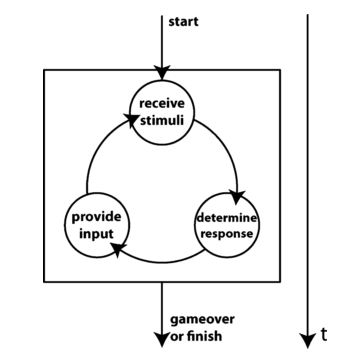 start
receive
stimuli
provide
input
determine
response
gameover
or finish
t